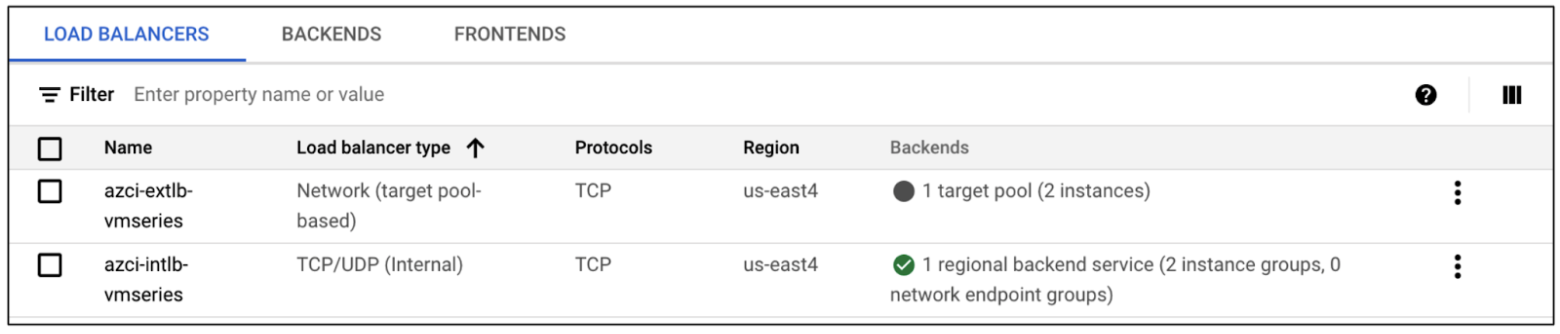 LOAD BALANCERS BACKENDS FRONTENDS
Filter Enter property name or value
Name Load balancer type Protocols Region Backends
azci-extlb- Network (target pool- TCP us-east4 1 target pool (2 instances)
vmseries based)
azci-intlb- TCP/UDP (Internal) TCP us-east4 1 regional backend service (2 instance groups, 0
vmseries network endpoint groups)